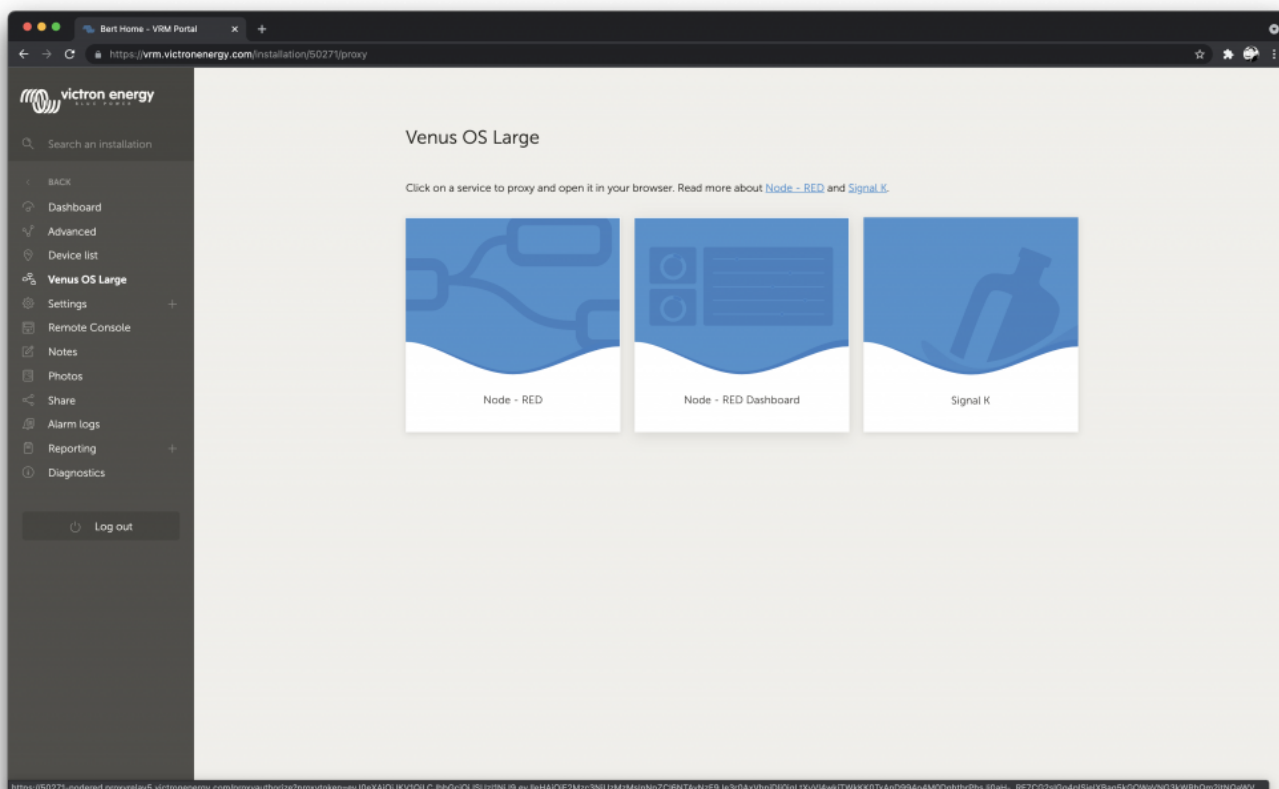 Bert Home - VRM Portal
https://vrm.victronenergy.com/installation/50271/proxy
victron energy
BLUE POWER
Search an installation
BACK
Dashboard
Advanced
Device list
Venus OS Large
Settings
Remote Console
Notes
Photos
Share
Alarm logs
Reporting
Diagnostics
Log out
Venus OS Large
Click on a service to proxy and open it in your browser. Read more about Node - RED and Signal K.
Node - RED
Node - RED Dashboard
Signal K